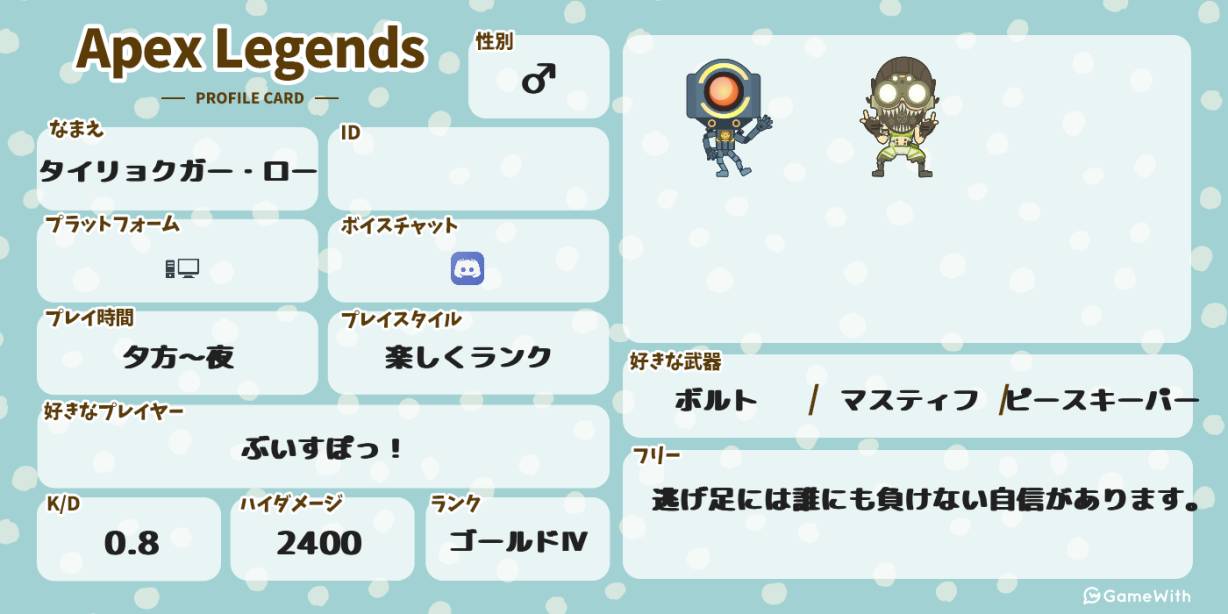 Apex Legends
PROFILE CARD
性別
♂
なまえ
タイリョクガー・ロー
ID
プラットフォーム
ボイスチャット
プレイ時間
夕方～夜
プレイスタイル
楽しくランク
好きなプレイヤー
ぶいすぽっ！
K/D
0.8
ハイダメージ
2400
ランク
ゴールドⅣ
好きな武器
ボルト / マスティフ / ピースキーパー
フリー
逃げ足には誰にも負けない自信があります。
GameWith